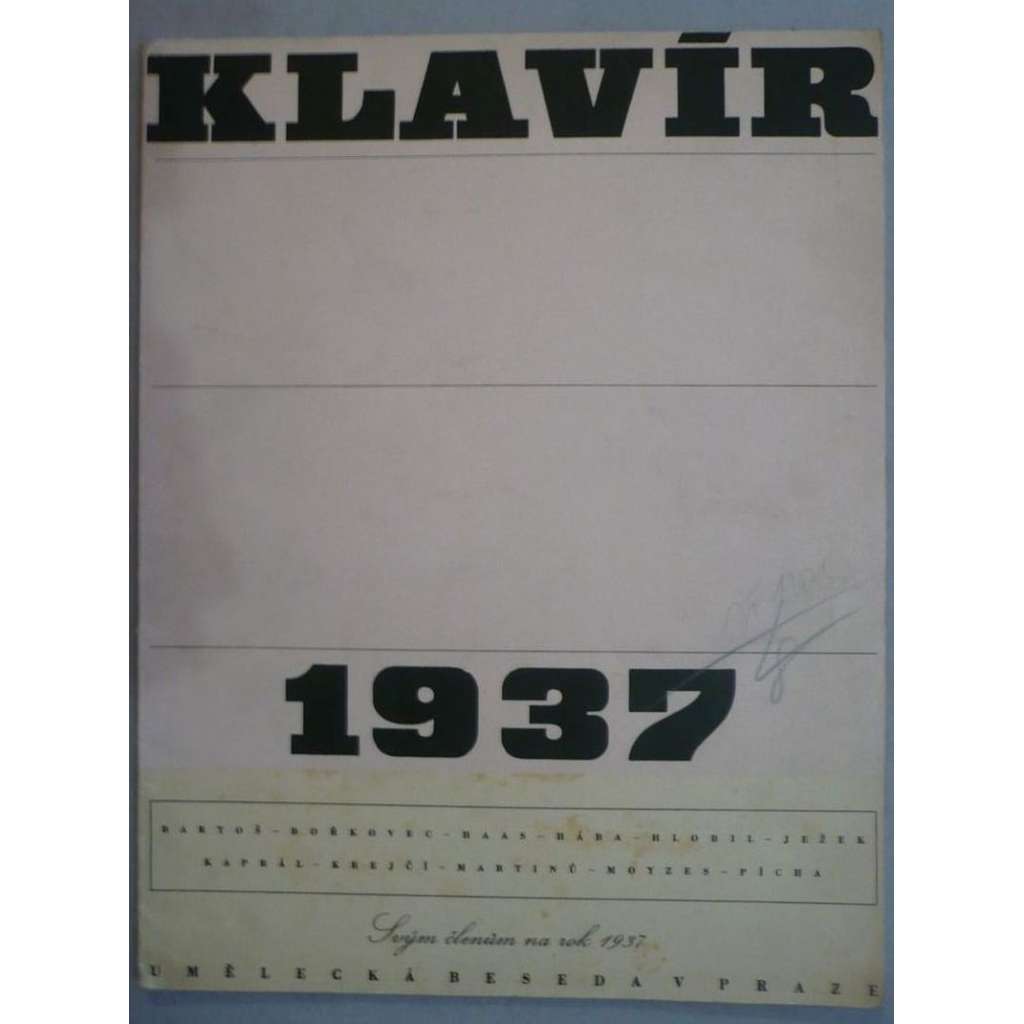 KLAVÍR
1937
BARTOŠ – BOŘKOVEC – HAAS – HÁBA – HLOBIL – JEŽEK
KAPRÁL – KREJČÍ – MARTINŮ – MOYZES – PÍCHA
Svým členům na rok 1937
UMĚLECKÁ BESEDA V PRAZE